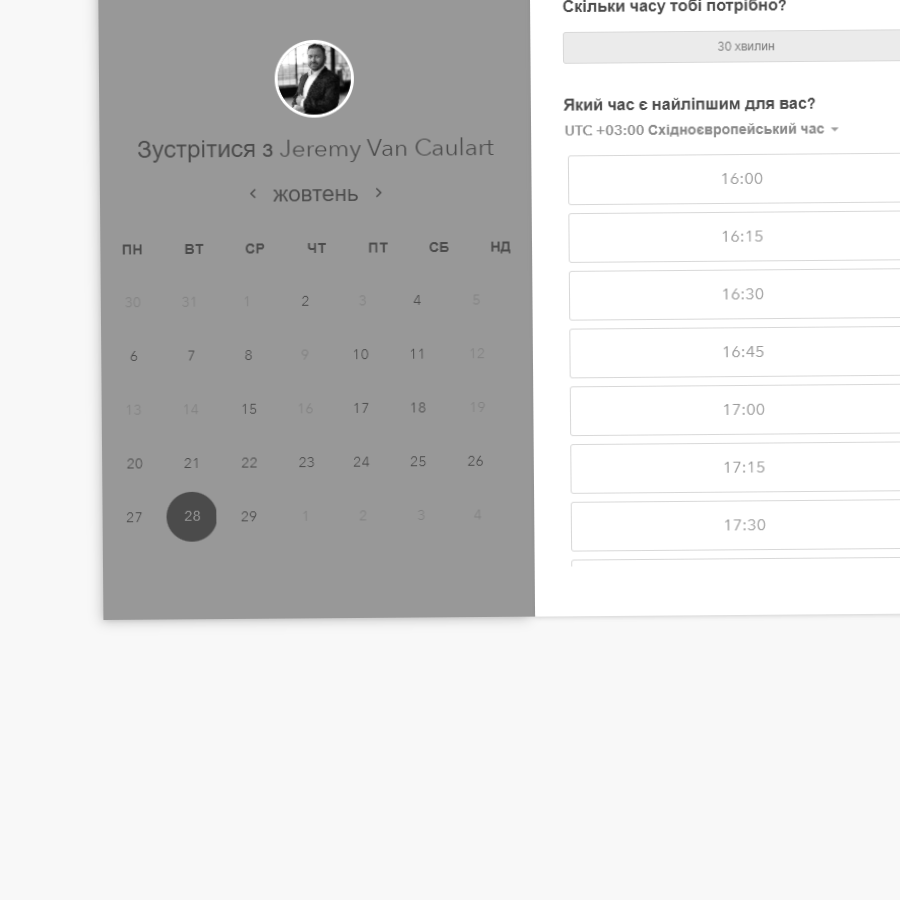 Зустрітися з Jeremy Van Caulart
жовтень
ПН ВТ СР ЧТ ПТ СБ НД
30 31 1 2 3 4 5
6 7 8 9 10 11 12
13 14 15 16 17 18 19
20 21 22 23 24 25 26
27 28 29 1 2 3 4
Скільки часу тобі потрібно?
30 хвилин
Який час є найліпшим для вас?
UTC +03:00 Східноєвропейський час
16:00
16:15
16:30
16:45
17:00
17:15
17:30